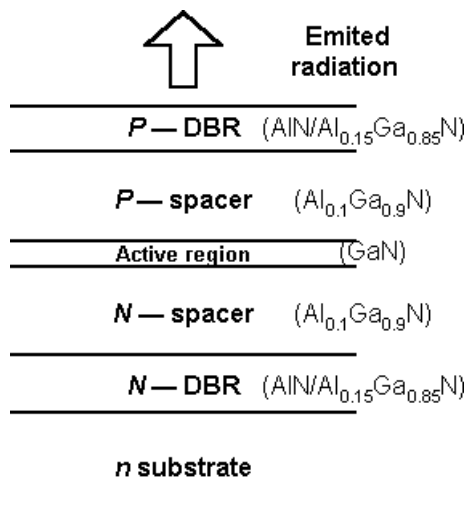 Emited
radiation
P — DBR (AlN/Al0.15Ga0.85N)
P — spacer (Al0.1Ga0.9N)
Active region (GaN)
N — spacer (Al0.1Ga0.9N)
N — DBR (AlN/Al0.15Ga0.85N)
n substrate